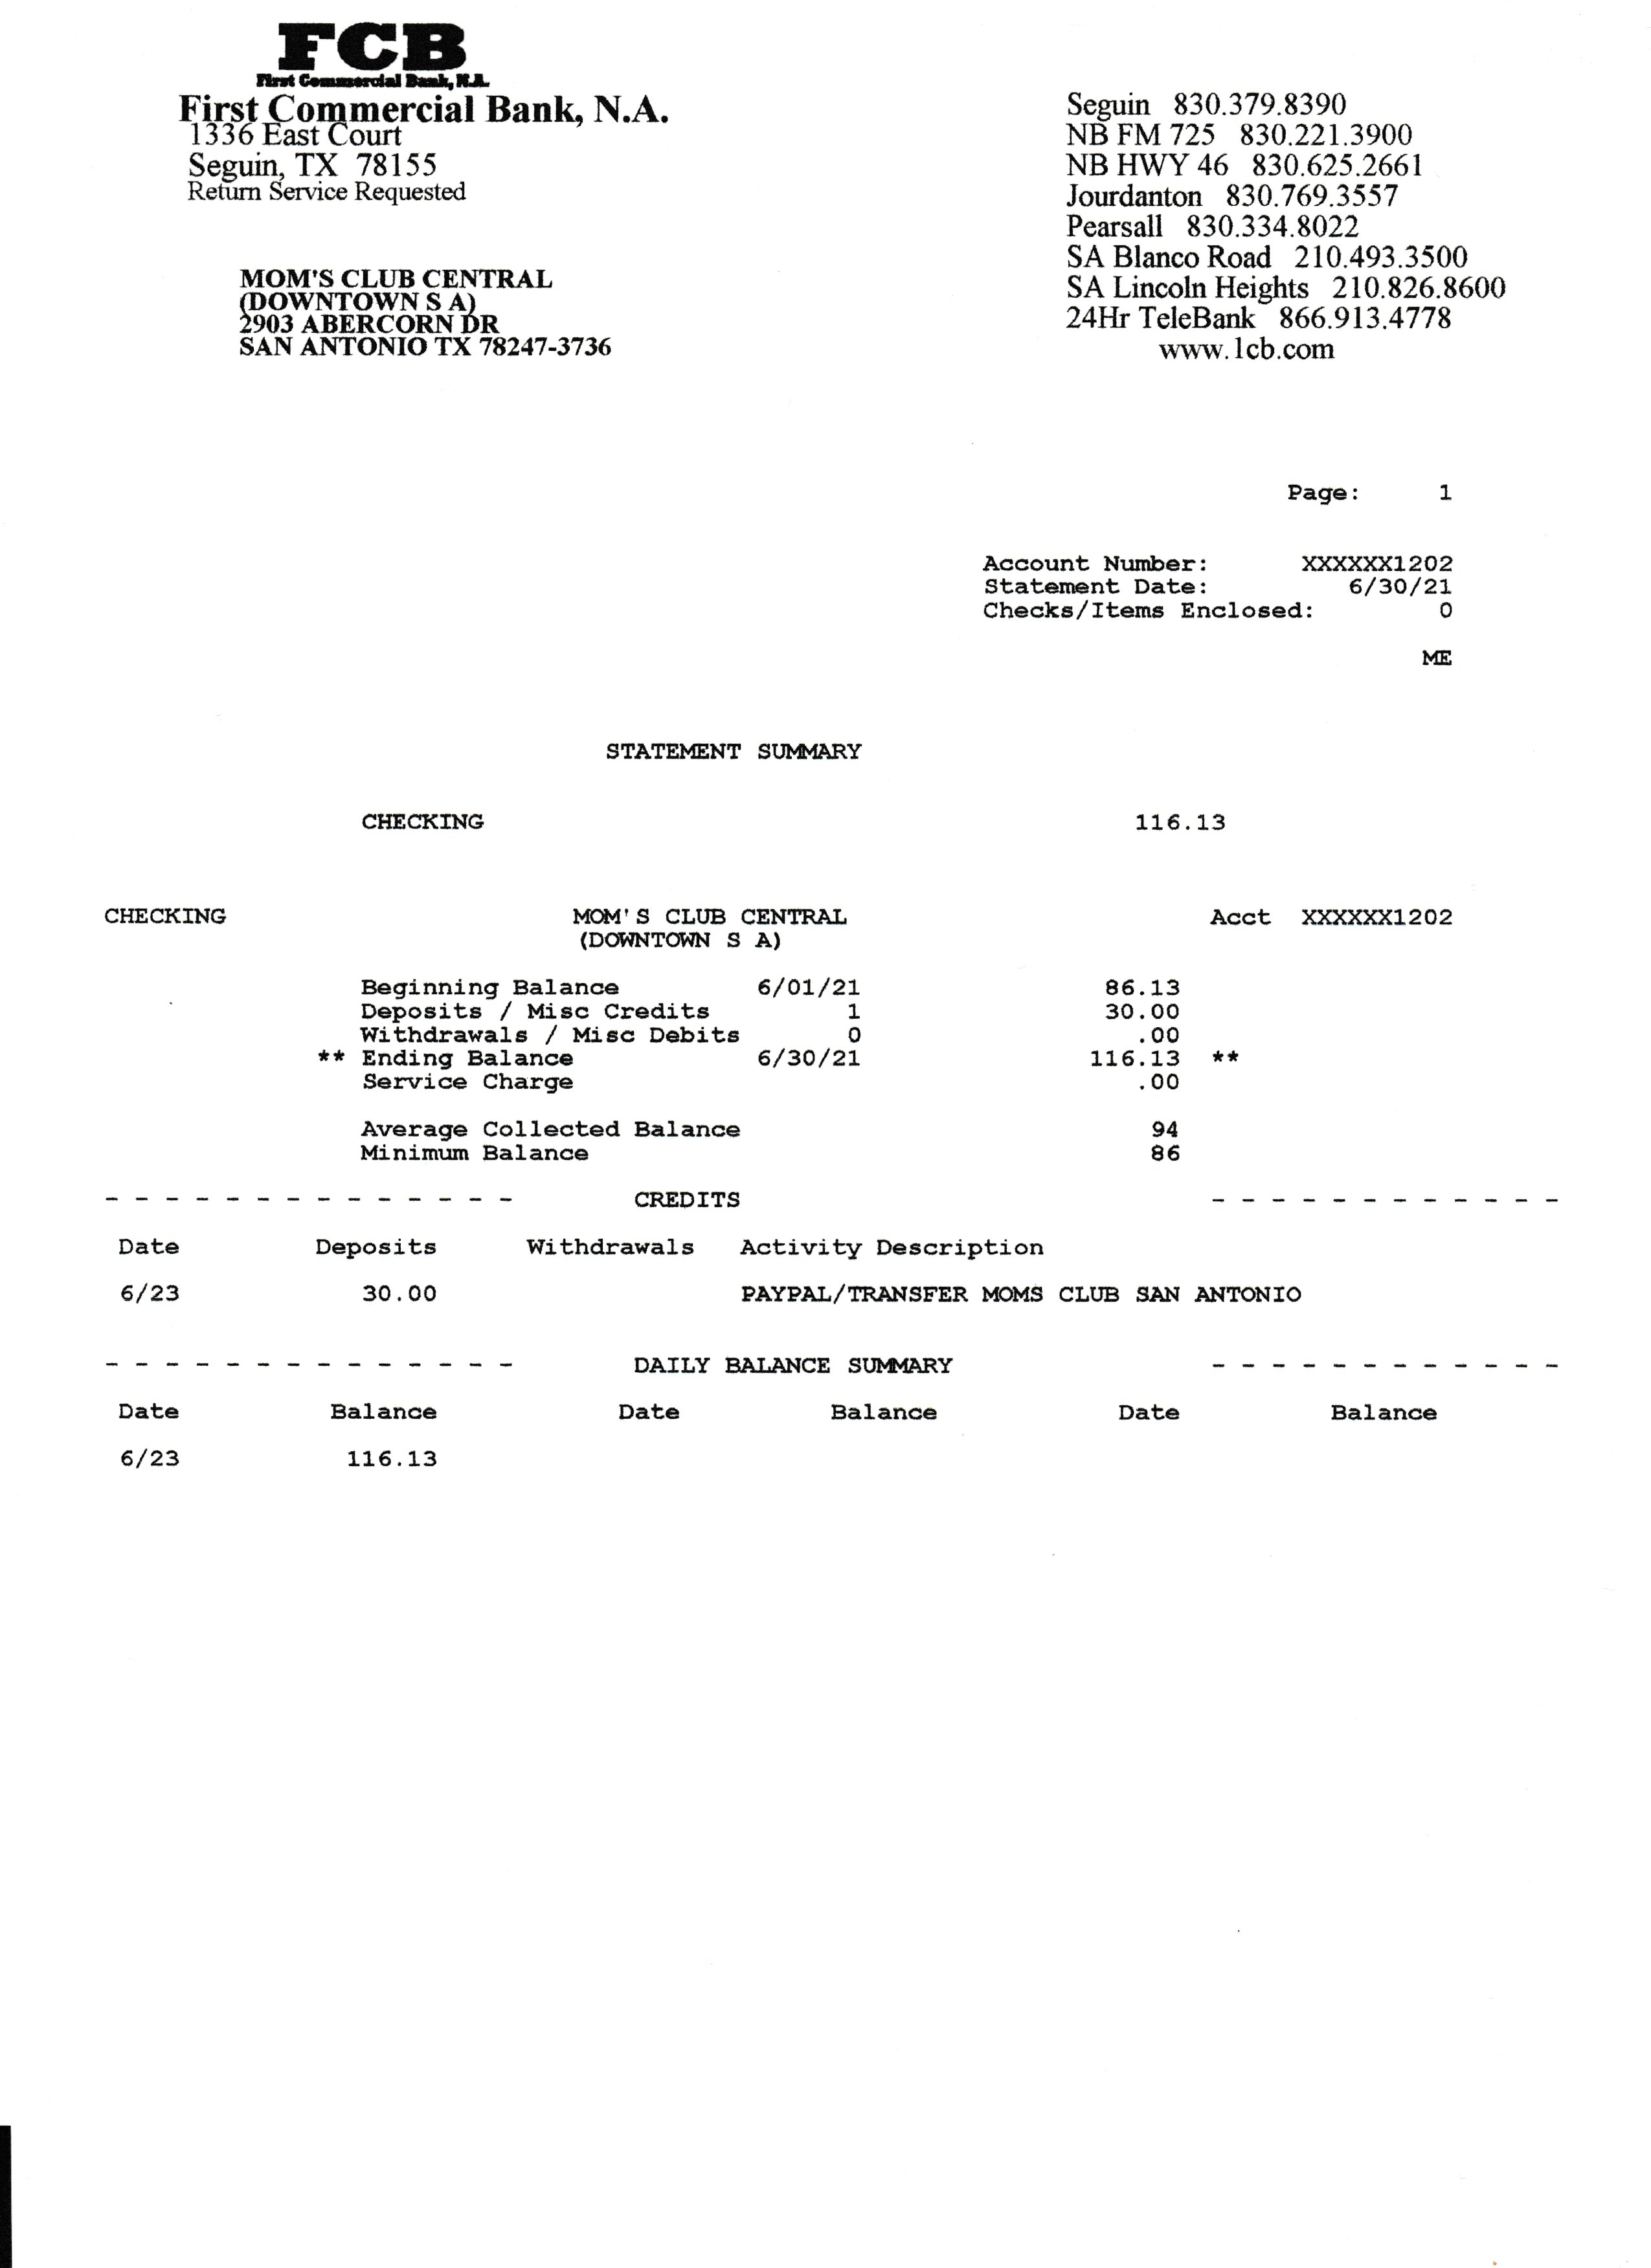 FCB
First Commercial Bank, N.A.
First Commercial Bank, N.A.
1336 East Court
Seguin, TX 78155
Return Service Requested
Seguin 830.379.8390
NB FM 725 830.221.3900
NB HWY 46 830.625.2661
Jourdanton 830.769.3557
Pearsall 830.334.8022
SA Blanco Road 210.493.3500
SA Lincoln Heights 210.826.8600
24Hr TeleBank 866.913.4778
www.1cb.com
MOM'S CLUB CENTRAL
(DOWNTOWN S A)
2903 ABERCORN DR
SAN ANTONIO TX 78247-3736
Page: 1
Account Number: XXXXXX1202
Statement Date: 6/30/21
Checks/Items Enclosed: 0
ME
STATEMENT SUMMARY
CHECKING 116.13
CHECKING MOM'S CLUB CENTRAL Acct XXXXXX1202
(DOWNTOWN S A)
Beginning Balance 6/01/21 86.13
Deposits / Misc Credits 1 30.00
Withdrawals / Misc Debits 0 .00
** Ending Balance 6/30/21 116.13 **
Service Charge .00
Average Collected Balance 94
Minimum Balance 86
- - - - - - - - - - - - - - CREDITS - - - - - - - - - - - -
Date Deposits Withdrawals Activity Description
6/23 30.00 PAYPAL/TRANSFER MOMS CLUB SAN ANTONIO
- - - - - - - - - - - - - - DAILY BALANCE SUMMARY - - - - - - - - - - - -
Date Balance Date Balance Date Balance
6/23 116.13